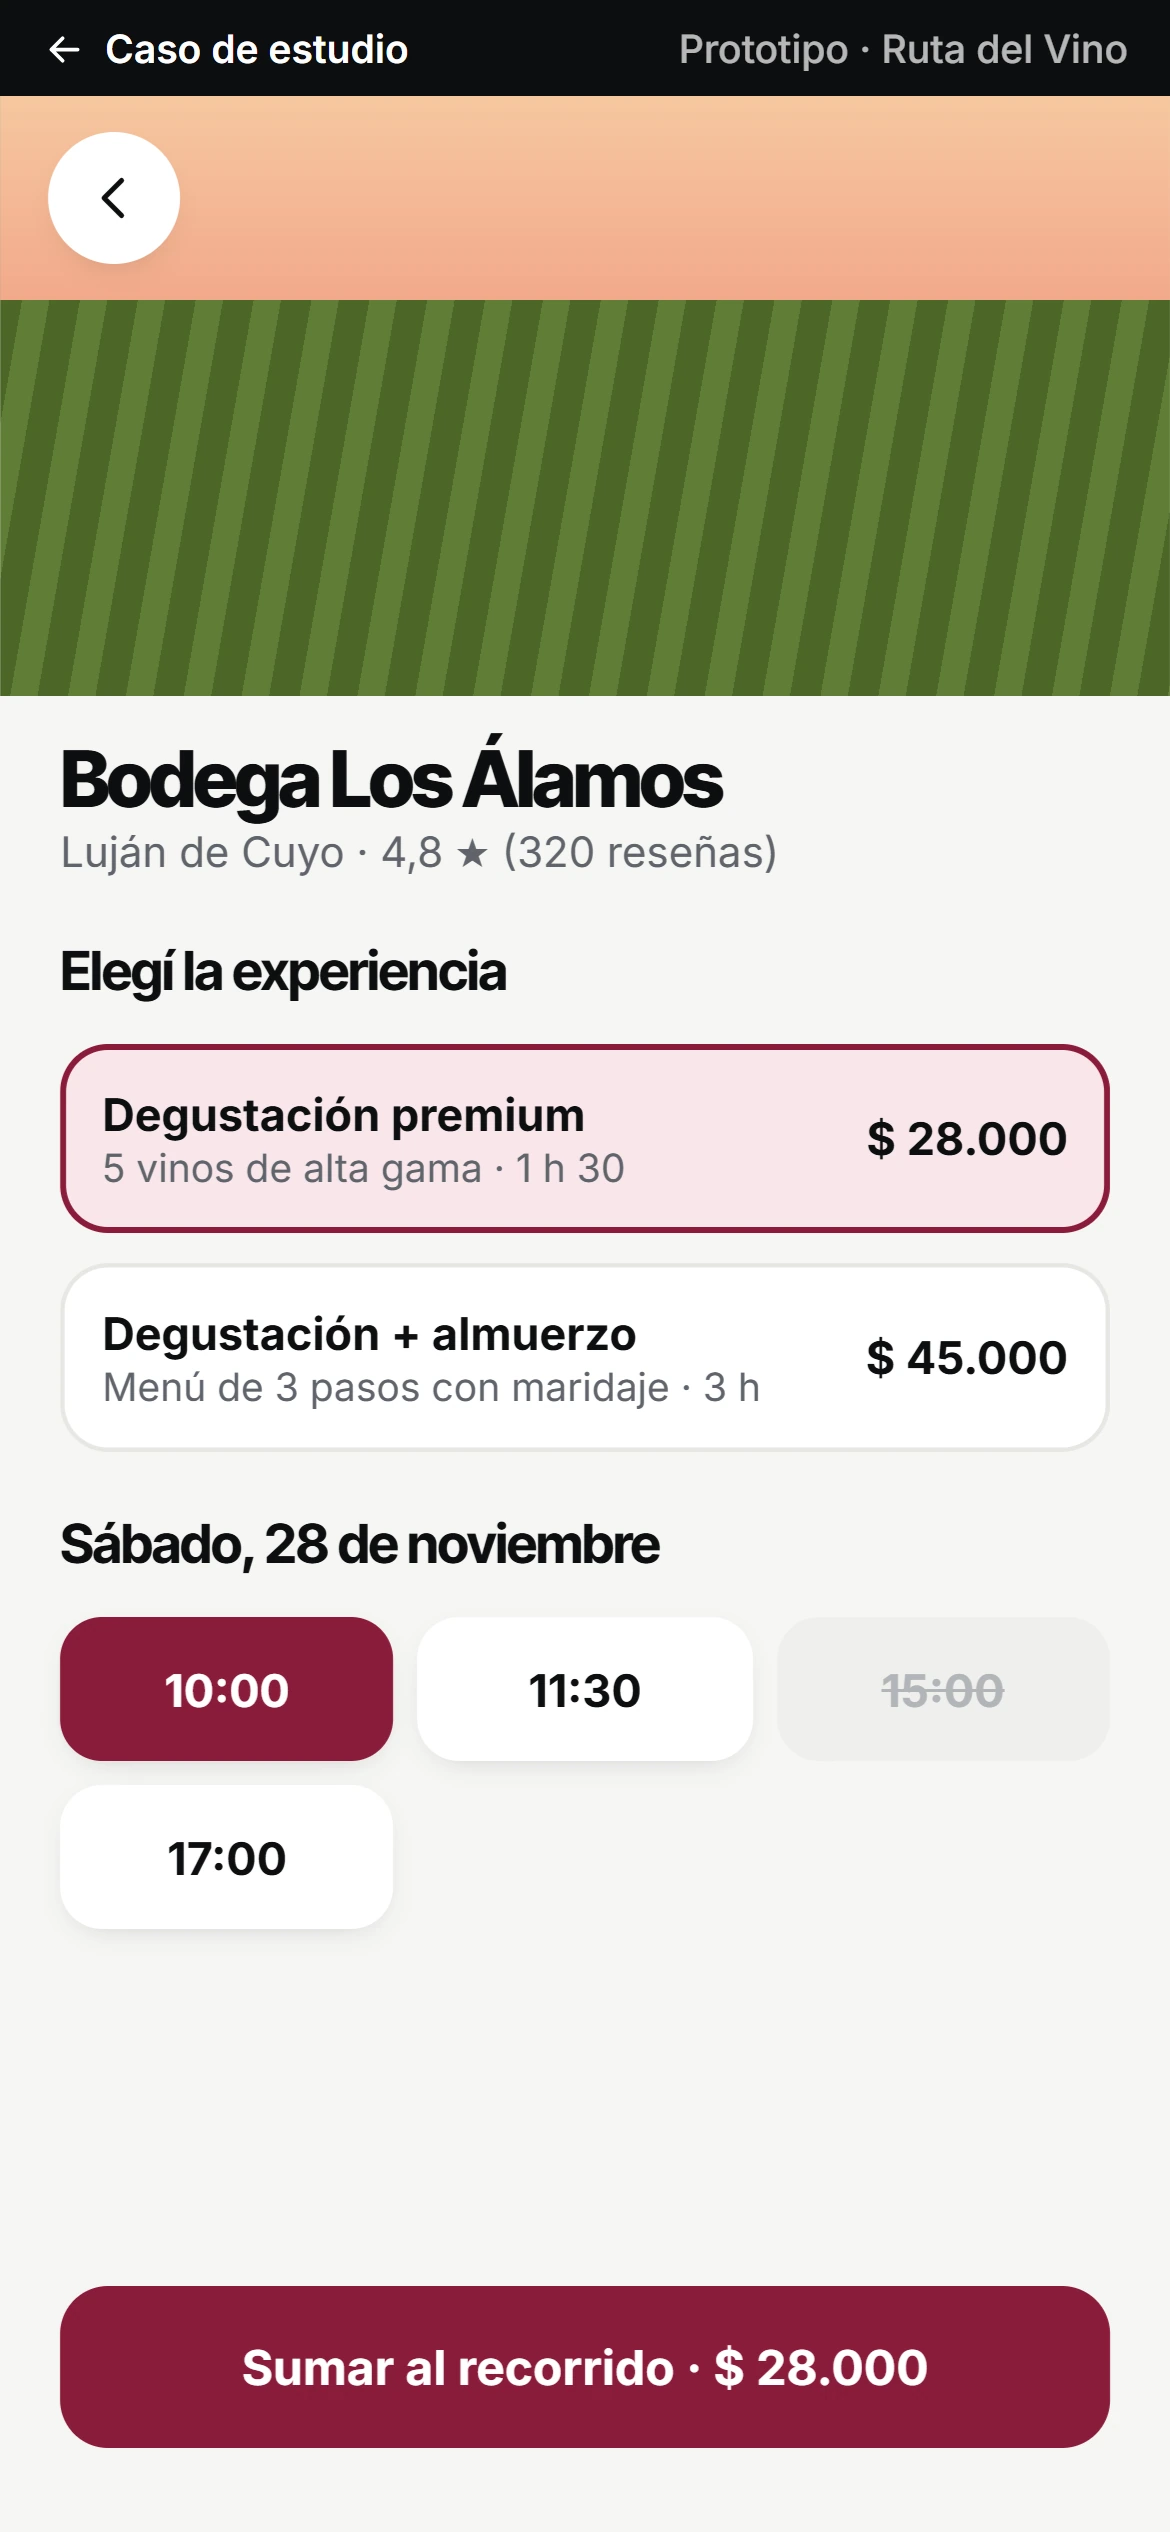 ← Caso de estudio
Prototipo · Ruta del Vino
Bodega Los Álamos
Luján de Cuyo · 4,8 ★ (320 reseñas)
Elegí la experiencia
Degustación premium
5 vinos de alta gama · 1 h 30
$ 28.000
Degustación + almuerzo
Menú de 3 pasos con maridaje · 3 h
$ 45.000
Sábado, 28 de noviembre
10:00
11:30
15:00
17:00
Sumar al recorrido · $ 28.000